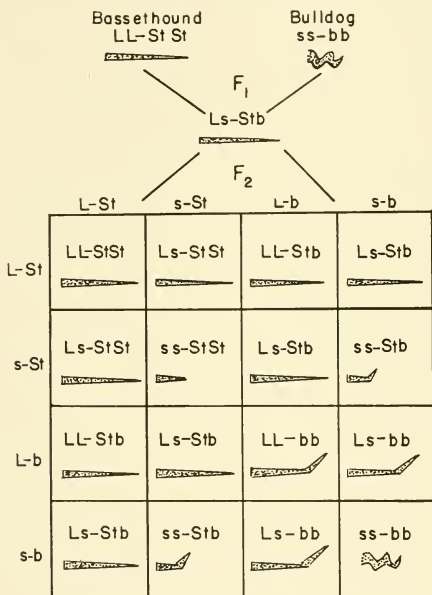 Bassethound Bulldog
LL-StSt ss-bb
F1
Ls-Stb
F2
L-St s-St L-b s-b
L-St
LL-StSt Ls-StSt LL-Stb Ls-Stb
s-St
Ls-StSt ss-StSt Ls-Stb ss-Stb
L-b
LL-Stb Ls-Stb LL-bb Ls-bb
s-b
Ls-Stb ss-Stb Ls-bb ss-bb